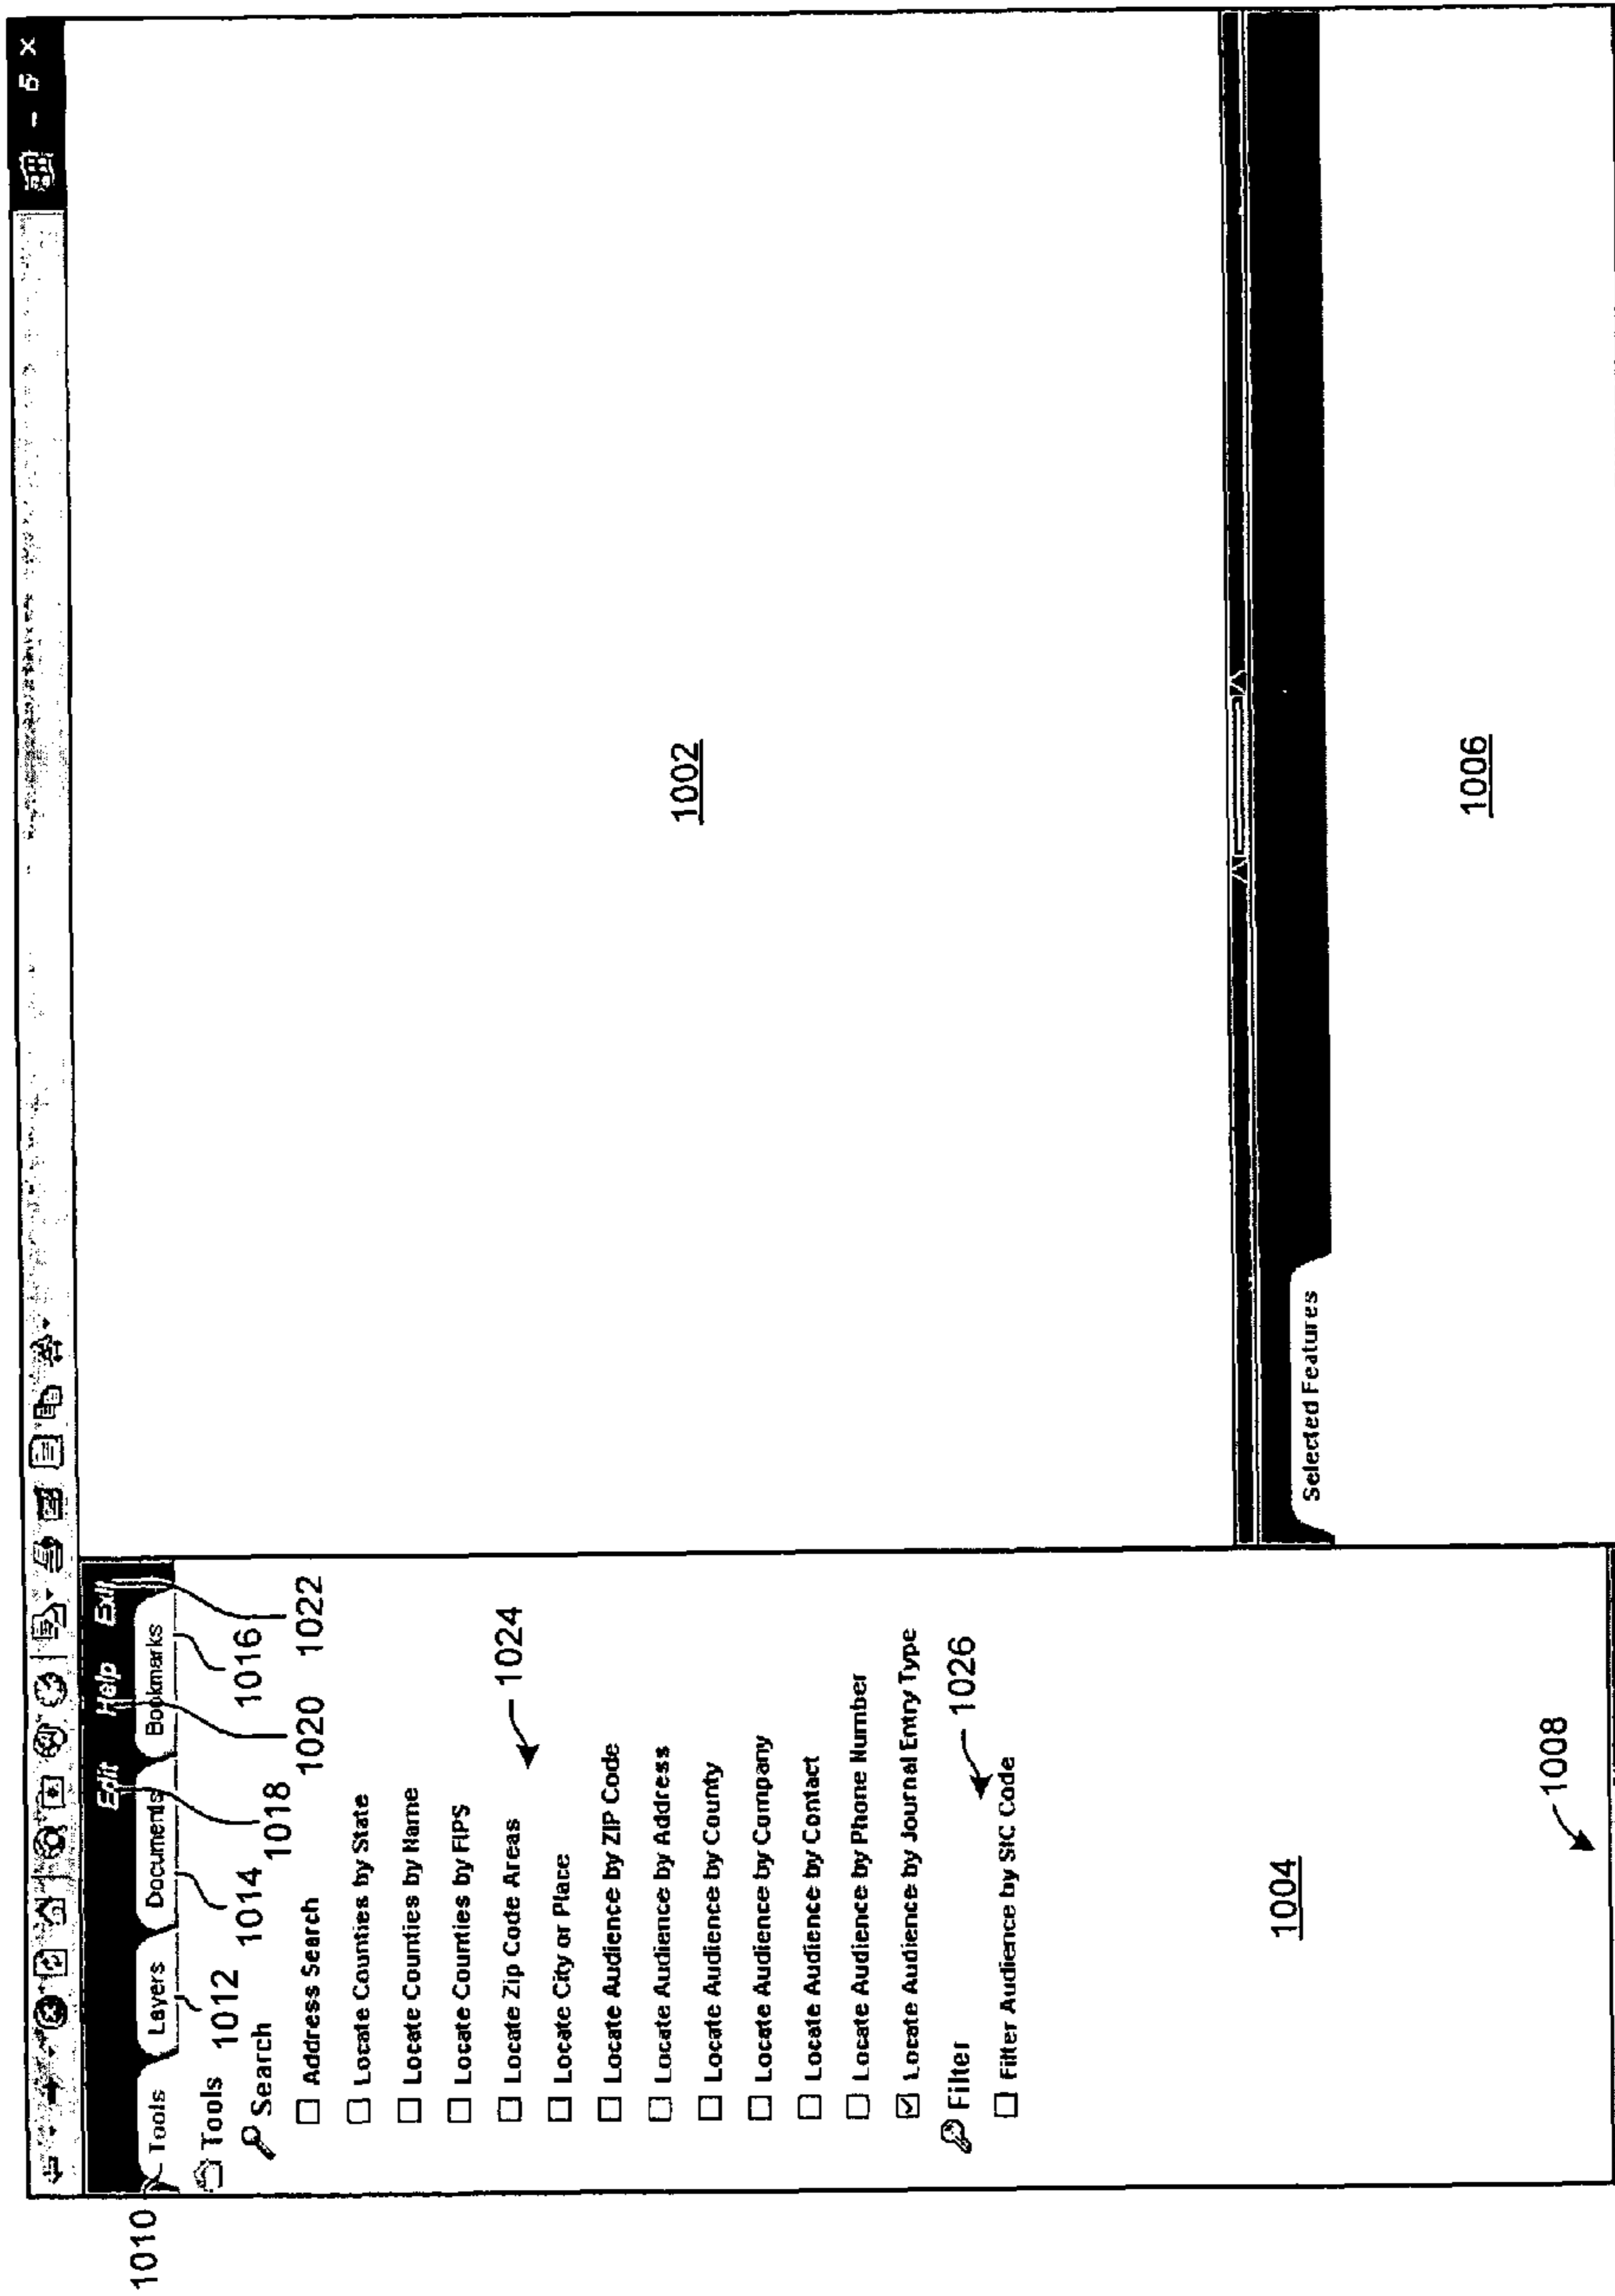 1010
Edit Help Exit
Tools Layers Documents Bookmarks
Tools 1012 1014 1018 1016
Search 1020 1022
Address Search
Locate Counties by State
Locate Counties by Name
Locate Counties by FIPS
Locate Zip Code Areas
1024
Locate City or Place
Locate Audience by ZIP Code
Locate Audience by Address
Locate Audience by County
Locate Audience by Company
Locate Audience by Contact
Locate Audience by Phone Number
Locate Audience by Journal Entry Type
Filter
1026
Filter Audience by SIC Code
1002
Selected Features
1004
1006
1008